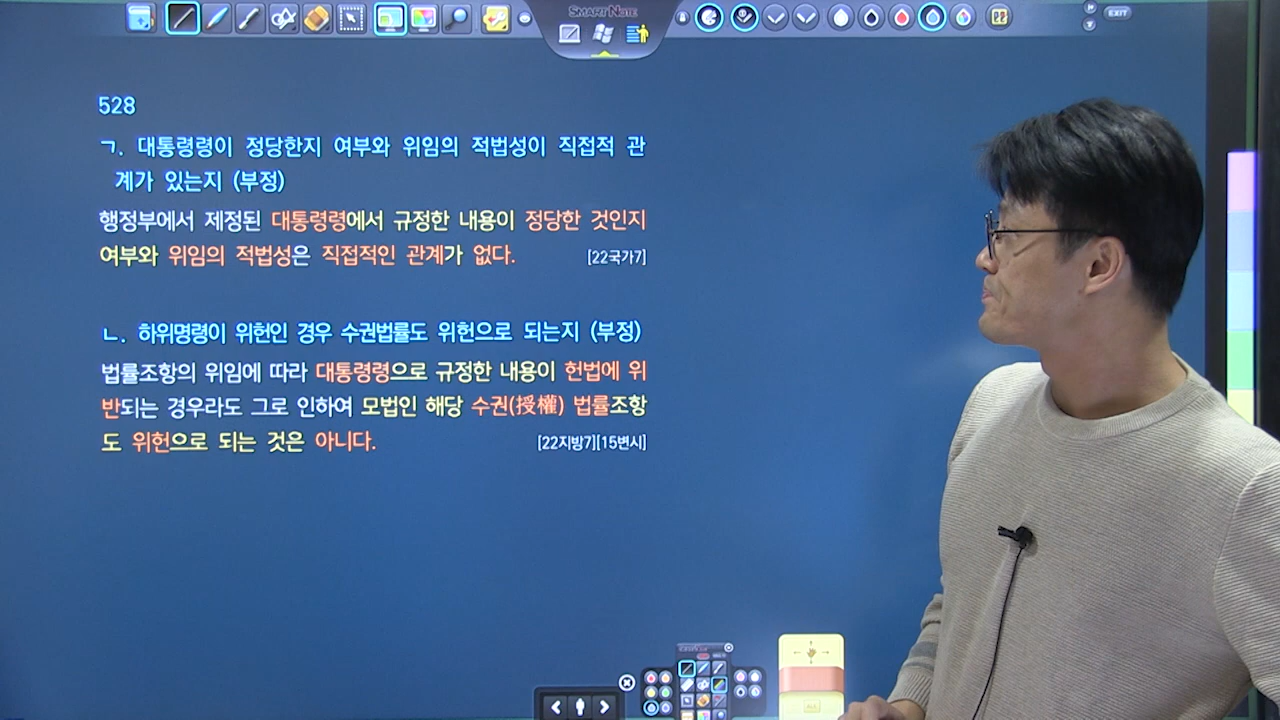 SMART NOTE
EXIT
528
ㄱ. 대통령령이 정당한지 여부와 위임의 적법성이 직접적 관
계가 있는지 (부정)
행정부에서 제정된 대통령령에서 규정한 내용이 정당한 것인지
여부와 위임의 적법성은 직접적인 관계가 없다. [22국가7]
ㄴ. 하위명령이 위헌인 경우 수권법률도 위헌으로 되는지 (부정)
법률조항의 위임에 따라 대통령령으로 규정한 내용이 헌법에 위
반되는 경우라도 그로 인하여 모법인 해당 수권(授權) 법률조항
도 위헌으로 되는 것은 아니다. [22지방7][15변시]